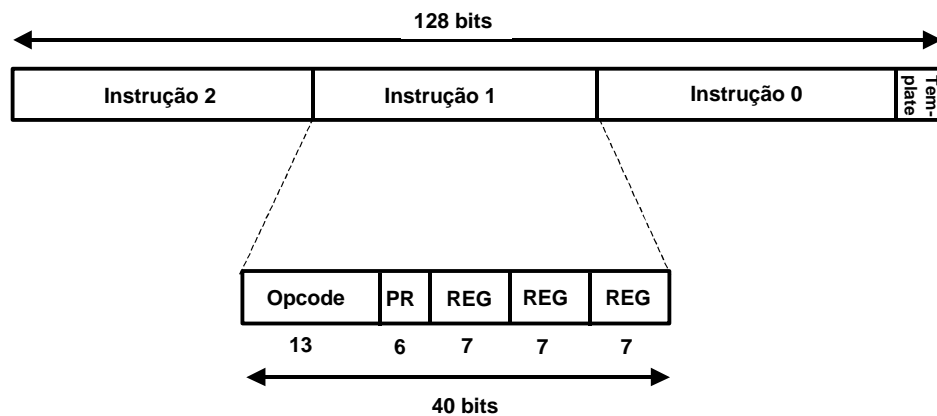 128 bits
Instrução 2 Instrução 1 Instrução 0 Tem-
plate
Opcode PR REG REG REG
13 6 7 7 7
40 bits